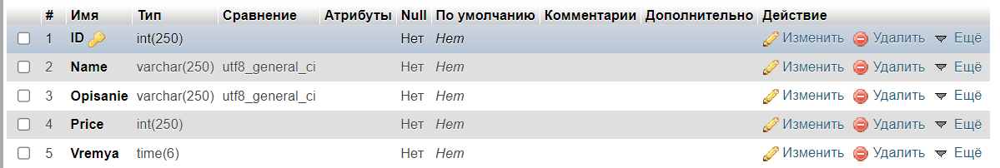 # Имя Тип Сравнение Атрибуты Null По умолчанию Комментарии Дополнительно Действие
1 ID int(250) Нет Нет Изменить Удалить Ещё
2 Name varchar(250) utf8_general_ci Нет Нет Изменить Удалить Ещё
3 Opisanie varchar(250) utf8_general_ci Нет Нет Изменить Удалить Ещё
4 Price int(250) Нет Нет Изменить Удалить Ещё
5 Vremya time(6) Нет Нет Изменить Удалить Ещё